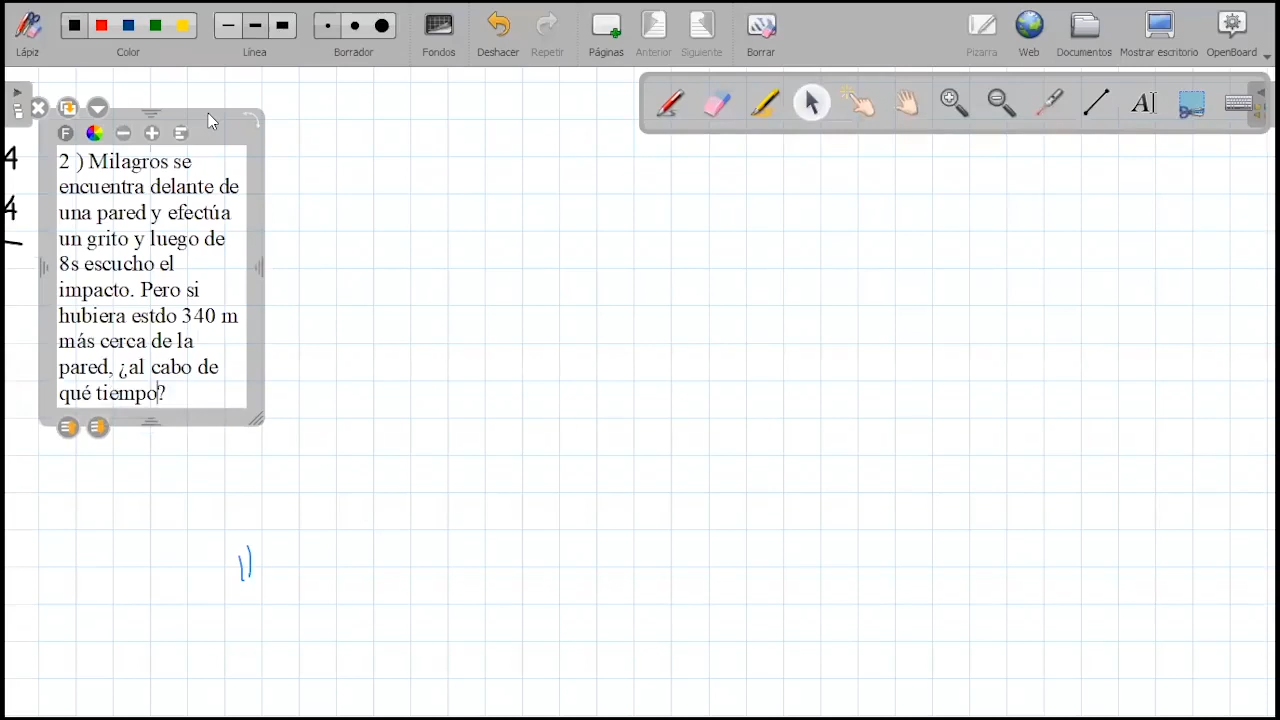 Lápiz
Color
Línea
Borrador
Fondos
Deshacer
Repetir
Páginas
Anterior
Siguiente
Borrar
Pizarra
Web
Documentos
Mostrar escritorio
OpenBoard
4
4
F
2 ) Milagros se
encuentra delante de
una pared y efectúa
un grito y luego de
8s escucho el
impacto. Pero si
hubiera estdo 340 m
más cerca de la
pared, ¿al cabo de
qué tiempo?